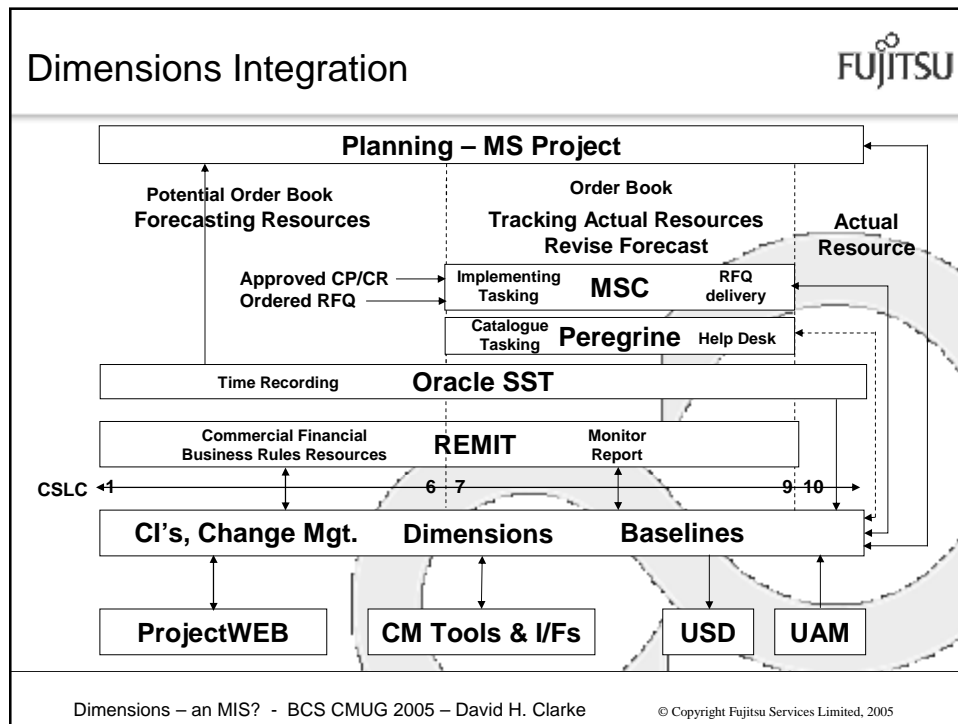 Dimensions Integration
FUJITSU
Planning – MS Project
Potential Order Book
Forecasting Resources
Order Book
Tracking Actual Resources
Revise Forecast
Actual
Resource
Approved CP/CR
Ordered RFQ
Implementing
Tasking
MSC
RFQ
delivery
Catalogue
Tasking
Peregrine
Help Desk
Time Recording
Oracle SST
Commercial Financial
Business Rules Resources
REMIT
Monitor
Report
CSLC 1 6 7 9 10
CI's, Change Mgt. Dimensions Baselines
ProjectWEB
CM Tools & I/Fs
USD
UAM
Dimensions – an MIS? - BCS CMUG 2005 – David H. Clarke
© Copyright Fujitsu Services Limited, 2005